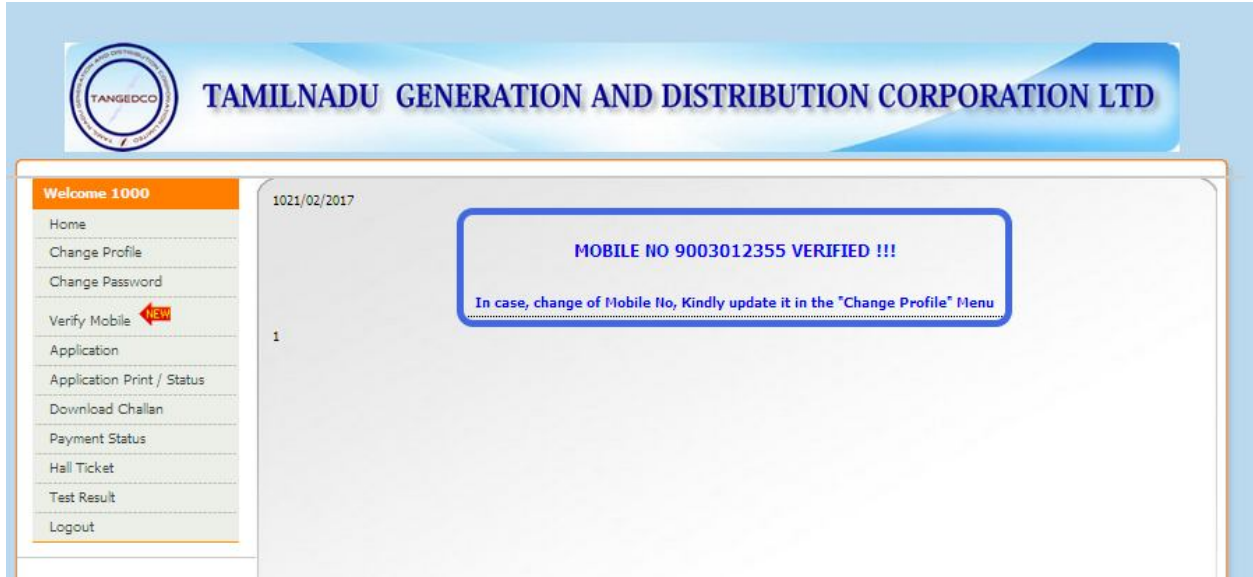 TANGEDCO
TAMILNADU GENERATION AND DISTRIBUTION CORPORATION LTD
Welcome 1000
Home
Change Profile
Change Password
Verify Mobile NEW
Application
Application Print / Status
Download Challan
Payment Status
Hall Ticket
Test Result
Logout
1021/02/2017
MOBILE NO 9003012355 VERIFIED !!!
In case, change of Mobile No, Kindly update it in the "Change Profile" Menu
1